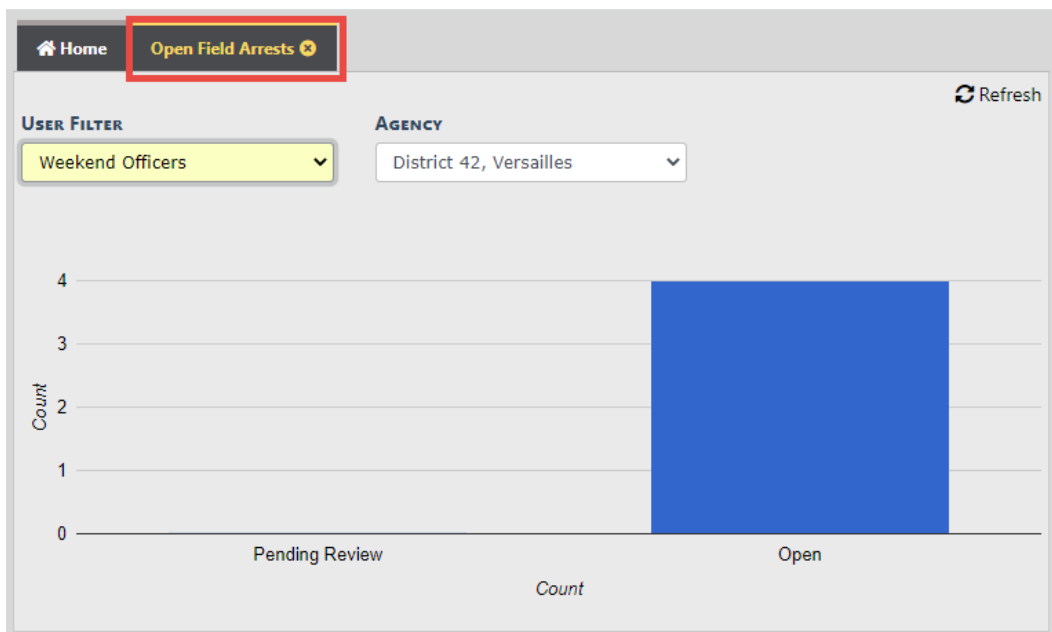 Home
Open Field Arrests
Refresh
USER FILTER
AGENCY
Weekend Officers
District 42, Versailles
4
3
2
1
0
Count
Pending Review
Open
Count